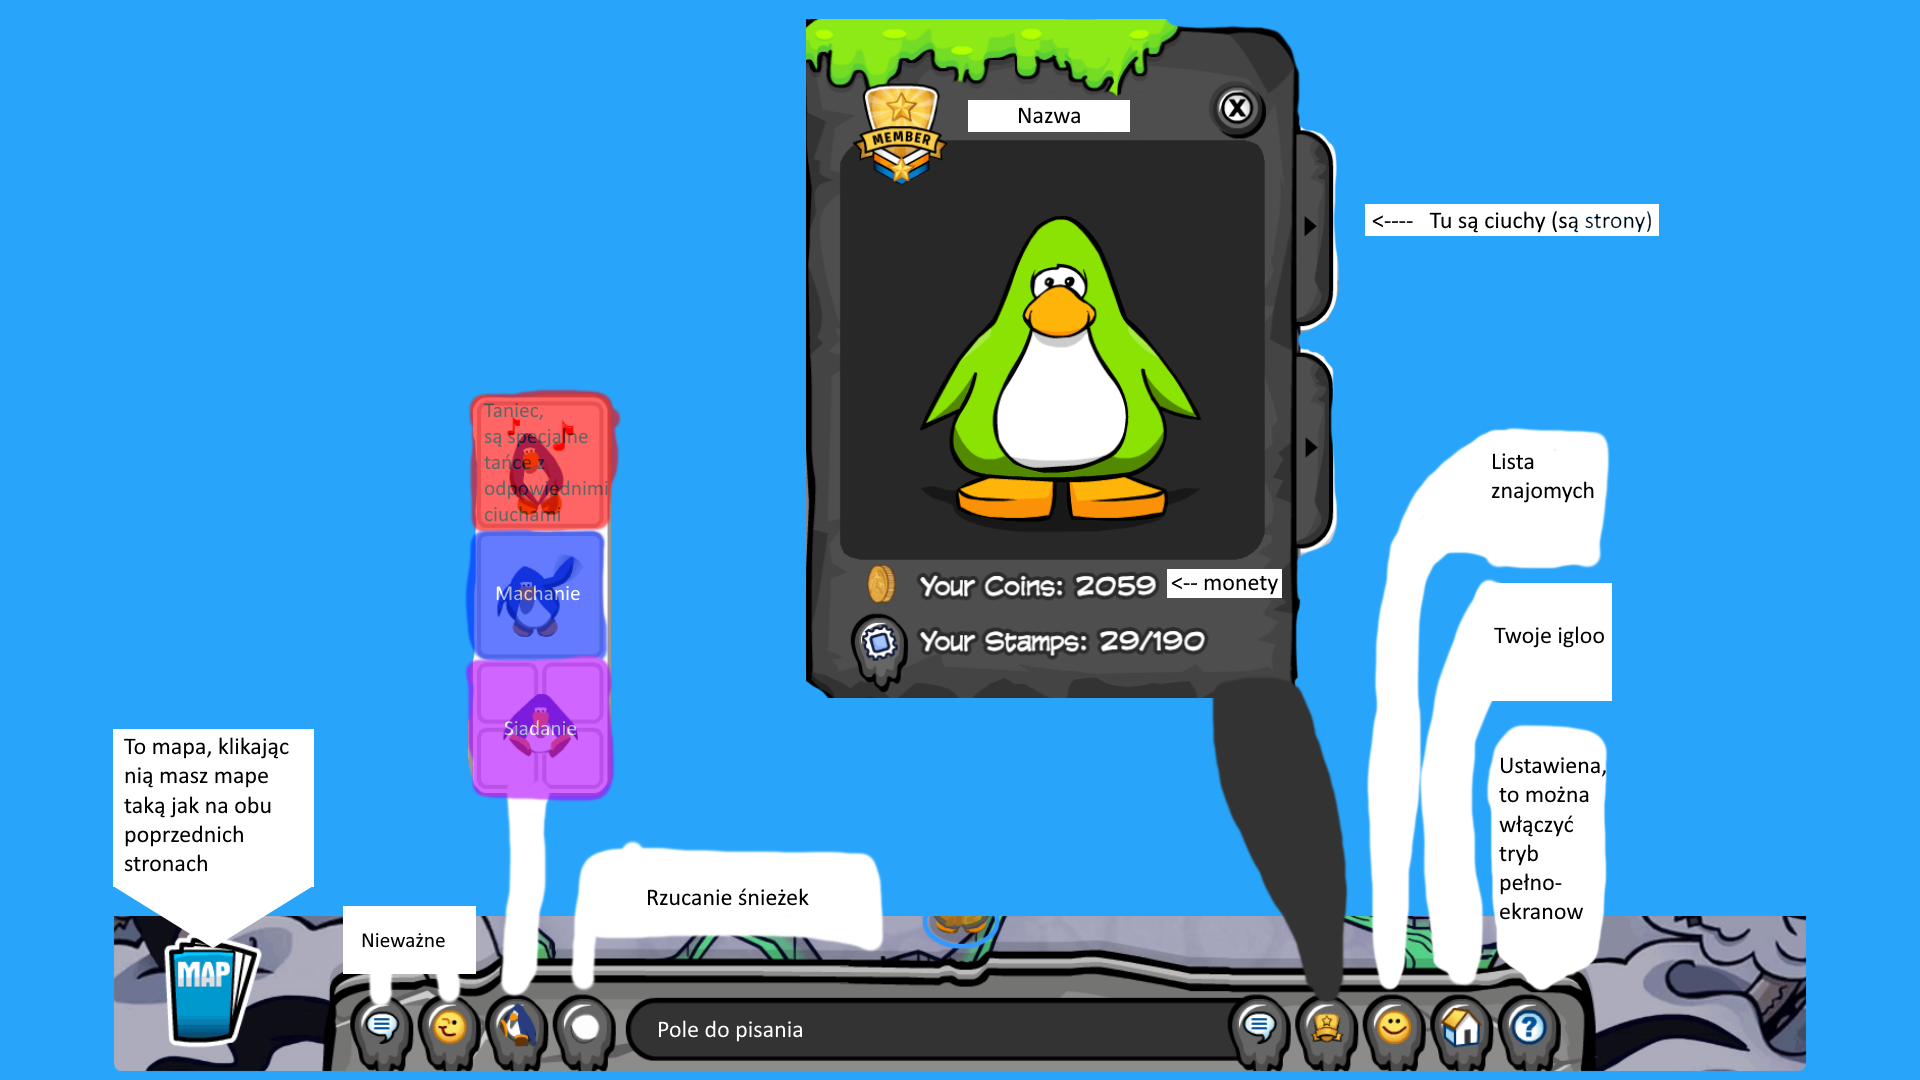 MEMBER
Nazwa
X
<---- Tu są ciuchy (są strony)
Taniec,
są specjalne
tańce z
odpowiednimi
ciuchami
Machanie
Siadanie
Lista
znajomych
Your Coins: 2059
<-- monety
Your Stamps: 29/190
Twoje igloo
To mapa, klikając
nią masz mape
taką jak na obu
poprzednich
stronach
Ustawiena,
to można
włączyć
tryb
pełno-
ekranow
Rzucanie śnieżek
Nieważne
MAP
Pole do pisania
?